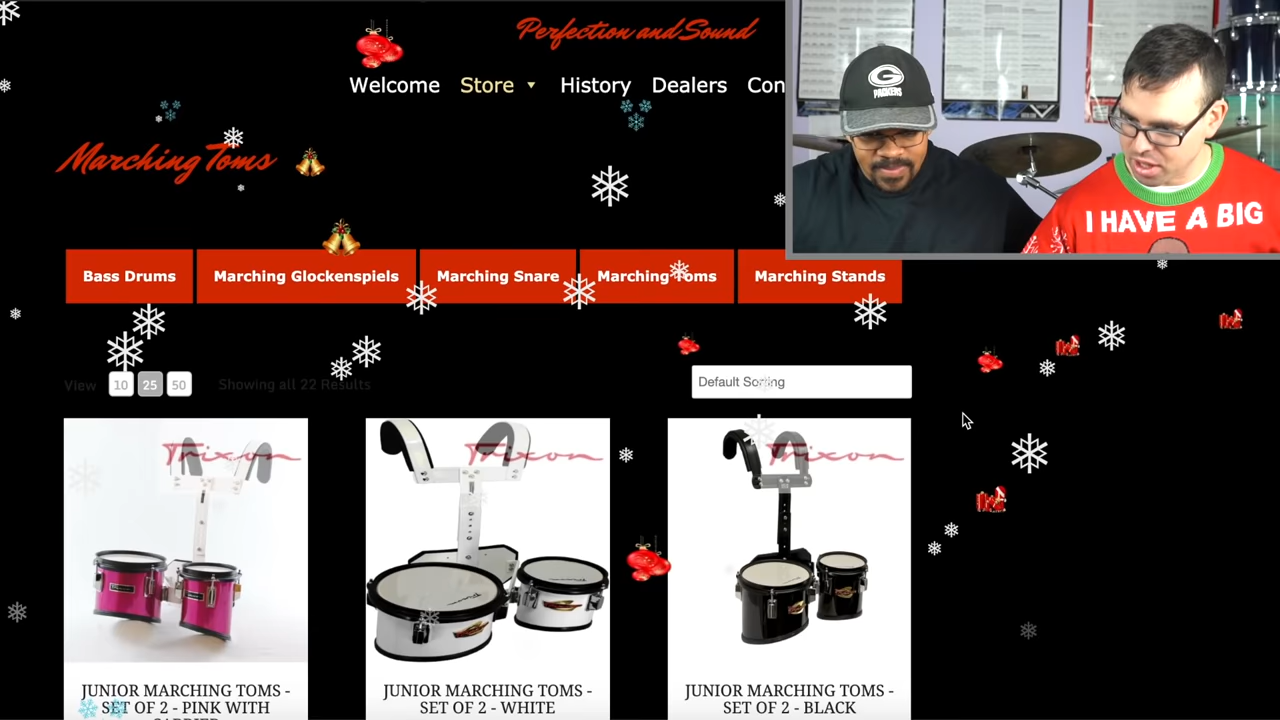 Perfection and Sound
Welcome Store History Dealers Con
Marching Toms
Bass Drums Marching Glockenspiels Marching Snare Marching Toms Marching Stands
View 10 25 50 Showing all 22 Results
Default Sorting
Trixon Trixon Trixon
JUNIOR MARCHING TOMS -
SET OF 2 - PINK WITH
CARRIER
JUNIOR MARCHING TOMS -
SET OF 2 - WHITE
JUNIOR MARCHING TOMS -
SET OF 2 - BLACK
G
PACKERS
I HAVE A BIG